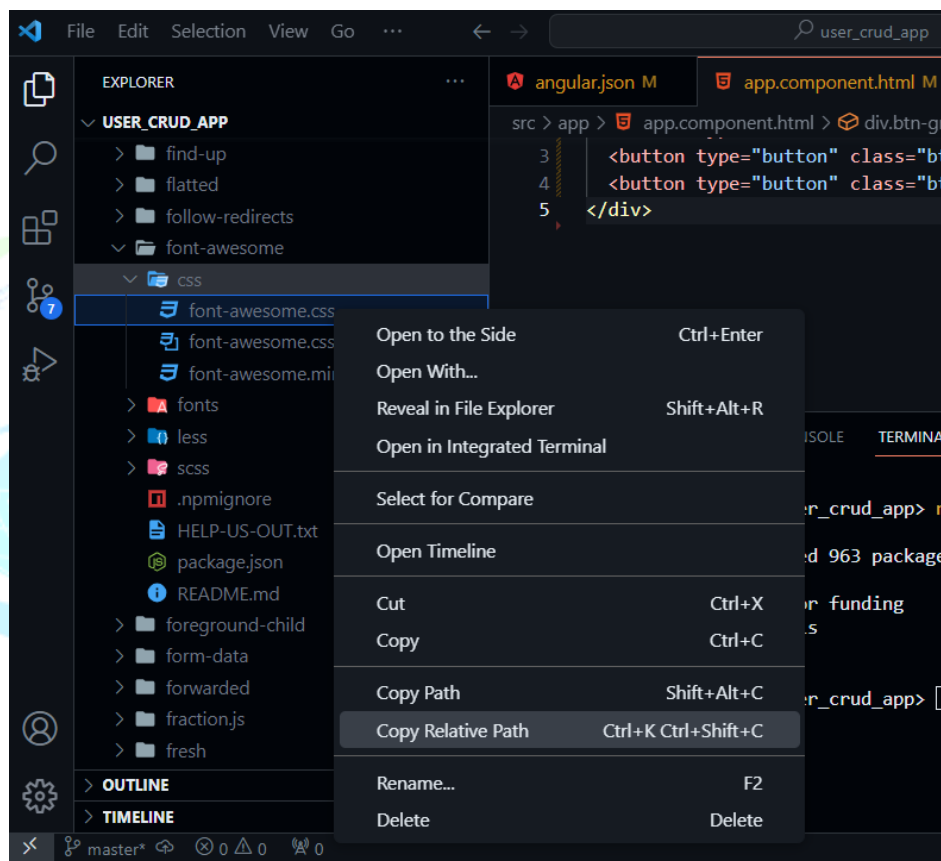 File Edit Selection View Go ··· user_crud_app
EXPLORER ···
USER_CRUD_APP
find-up
flatted
follow-redirects
font-awesome
css
font-awesome.css
font-awesome.css
font-awesome.mi
fonts
less
scss
.npmignore
HELP-US-OUT.txt
package.json
README.md
foreground-child
form-data
forwarded
fraction.js
fresh
OUTLINE
TIMELINE
angular.json M app.component.html M
src > app > app.component.html > div.btn-g
3 <button type="button" class="b
4 <button type="button" class="b
5 </div>
Open to the Side Ctrl+Enter
Open With...
Reveal in File Explorer Shift+Alt+R
Open in Integrated Terminal
Select for Compare
Open Timeline
Cut Ctrl+X
Copy Ctrl+C
Copy Path Shift+Alt+C
Copy Relative Path Ctrl+K Ctrl+Shift+C
Rename... F2
Delete Delete
NSOLE TERMINA
er_crud_app>
ed 963 package
or funding
ls
er_crud_app>
7
master* 0 0 0